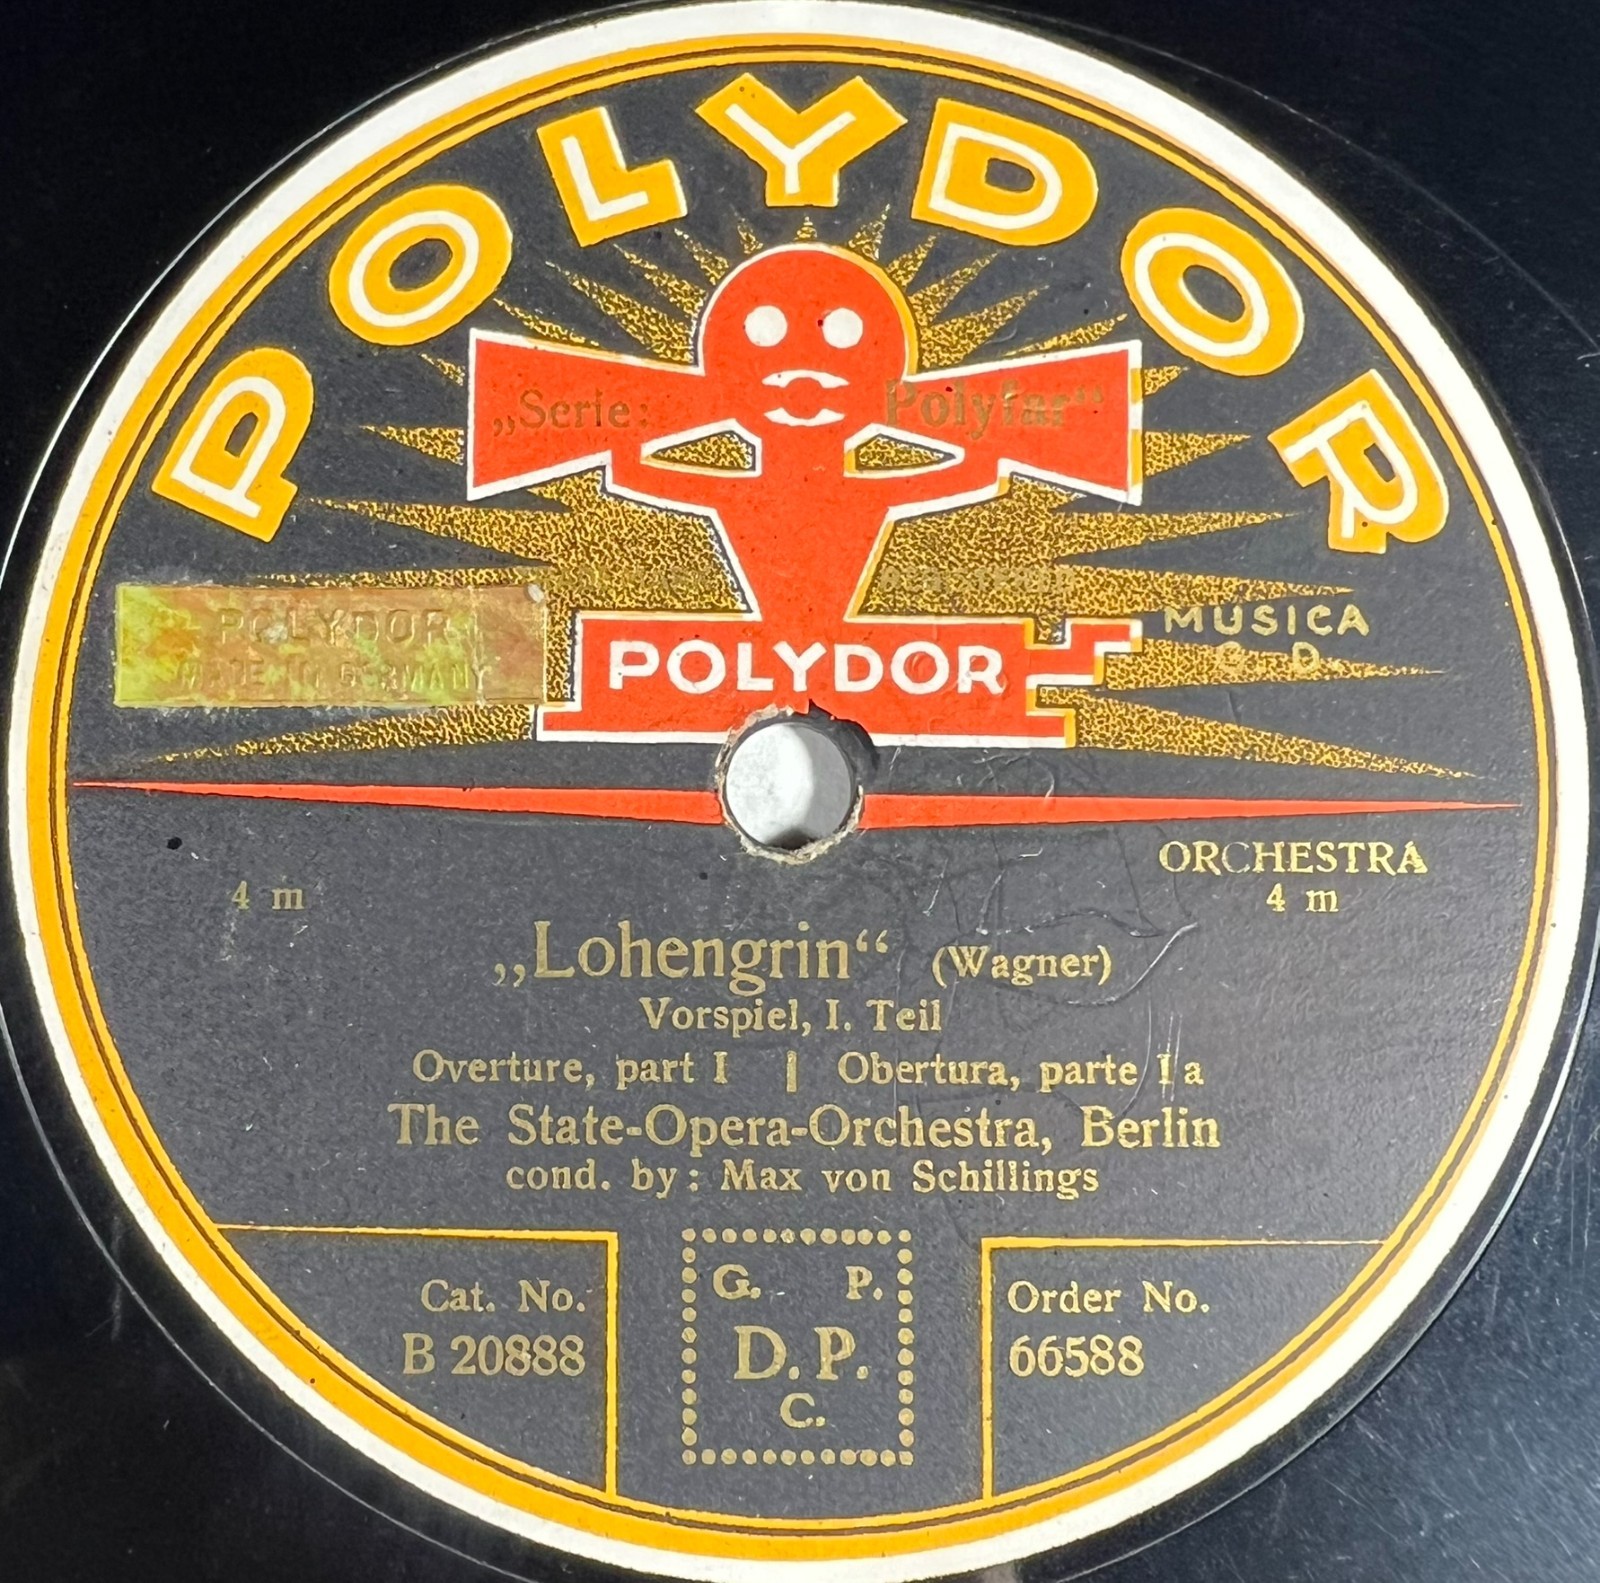 POLYDOR
„Serie: Polyfar“
REGISTERED
POLYDOR
MADE IN GERMANY
MUSICA
POLYDOR
4 m
ORCHESTRA
4 m
„Lohengrin“ (Wagner)
Vorspiel, I. Teil
Overture, part I | Obertura, parte I a
The State-Opera-Orchestra, Berlin
cond. by: Max von Schillings
Cat. No.
B 20888
G. P.
D. P.
C.
Order No.
66588